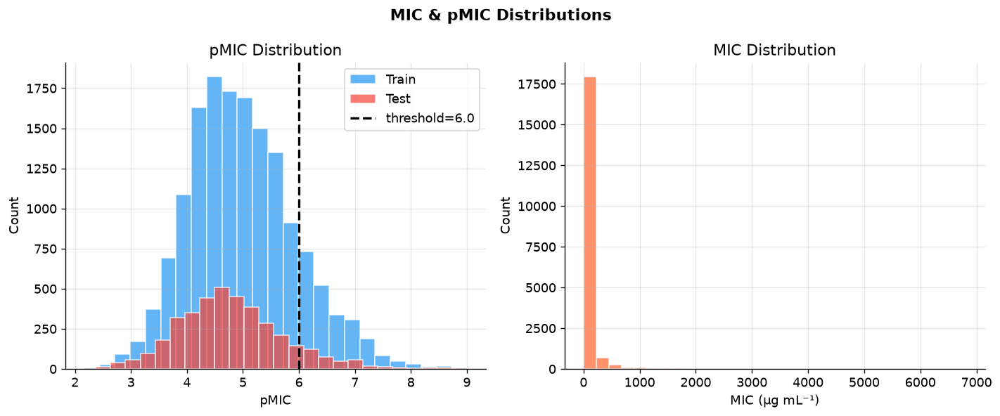 MIC & pMIC Distributions
pMIC Distribution
Train
Test
threshold=6.0
1750
1500
1250
1000
750
500
250
0
Count
2 3 4 5 6 7 8 9
pMIC
MIC Distribution
17500
15000
12500
10000
7500
5000
2500
0
Count
0 1000 2000 3000 4000 5000 6000 7000
MIC (µg mL⁻¹)